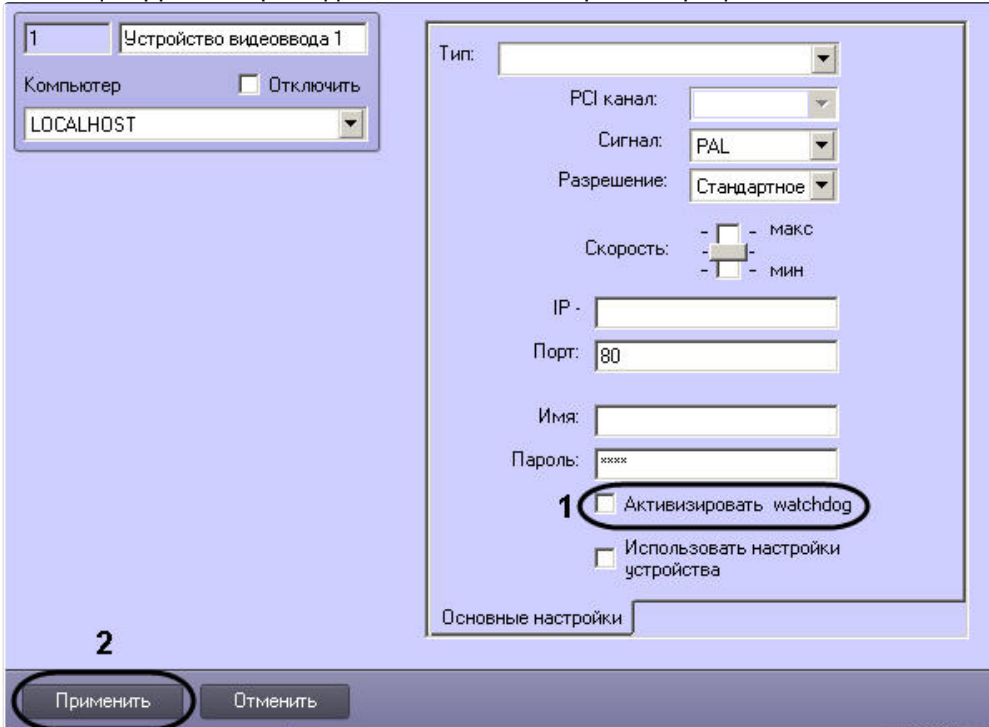 1 Устройство видеоввода 1
Компьютер Отключить
LOCALHOST
Тип:
PCI канал:
Сигнал: PAL
Разрешение: Стандартное
- - макс
Скорость: - -
- - мин
IP -
Порт: 80
Имя:
Пароль: ××××
1 Активизировать watchdog
Использовать настройки
устройства
Основные настройки
2
Применить Отменить